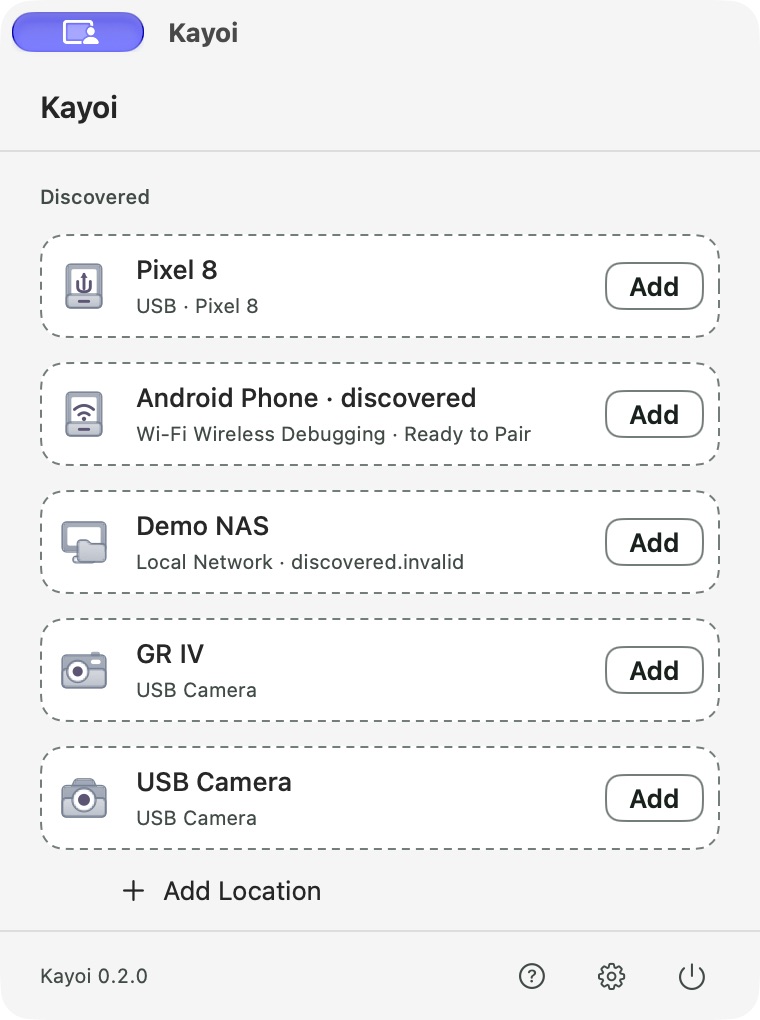 Kayoi
Kayoi
Discovered
Pixel 8
USB · Pixel 8
Add
Android Phone · discovered
Wi-Fi Wireless Debugging · Ready to Pair
Add
Demo NAS
Local Network · discovered.invalid
Add
GR IV
USB Camera
Add
USB Camera
USB Camera
Add
+ Add Location
Kayoi 0.2.0